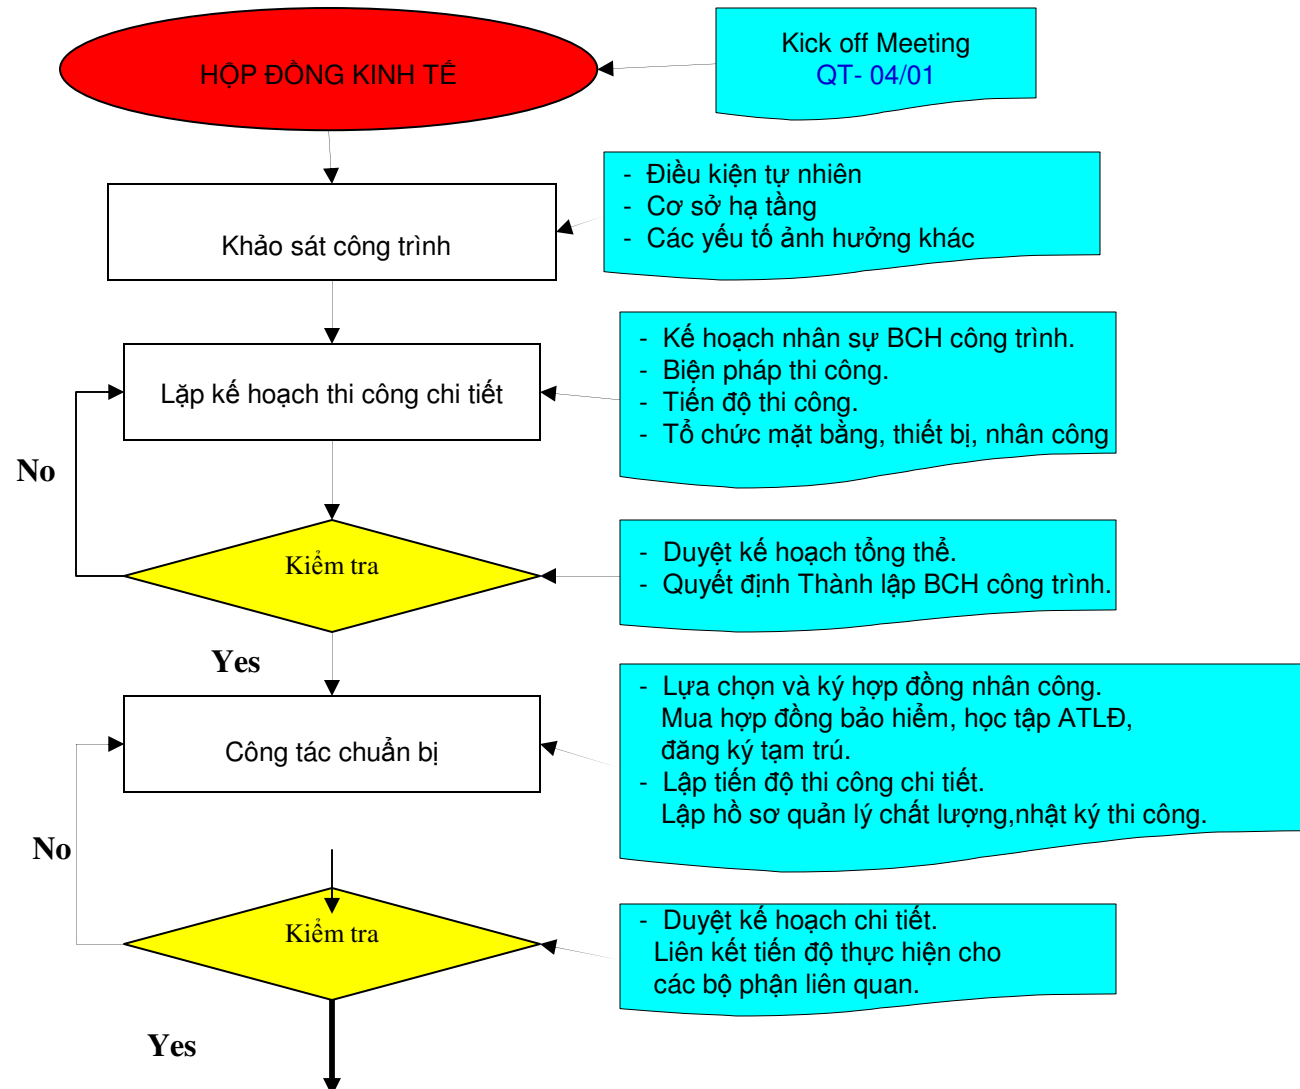 HỢP ĐỒNG KINH TẾ
Kick off Meeting
QT- 04/01
Khảo sát công trình
- Điều kiện tự nhiên
- Cơ sở hạ tầng
- Các yếu tố ảnh hưởng khác
Lặp kế hoạch thi công chi tiết
- Kế hoạch nhân sự BCH công trình.
- Biện pháp thi công.
- Tiến độ thi công.
- Tổ chức mặt bằng, thiết bị, nhân công
No
Kiểm tra
- Duyệt kế hoạch tổng thể.
- Quyết định Thành lập BCH công trình.
Yes
Công tác chuẩn bị
- Lựa chọn và ký hợp đồng nhân công.
Mua hợp đồng bảo hiểm, học tập ATLĐ,
đăng ký tạm trú.
- Lập tiến độ thi công chi tiết.
Lập hồ sơ quản lý chất lượng,nhật ký thi công.
No
Kiểm tra
- Duyệt kế hoạch chi tiết.
Liên kết tiến độ thực hiện cho
các bộ phận liên quan.
Yes